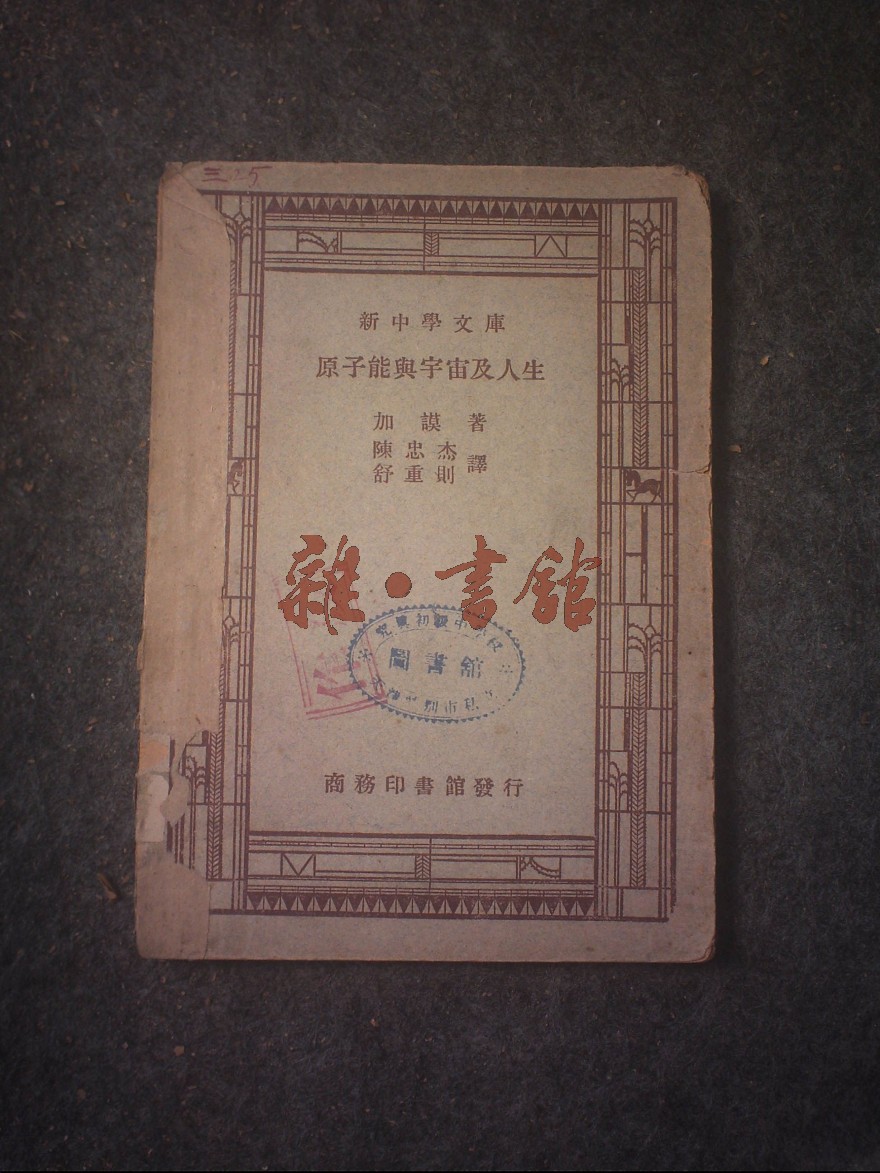 三25
新中學文庫
原子能與宇宙及人生
加謨著
陳忠杰
舒重則
譯
雜·書館
圖書館
商務印書館發行